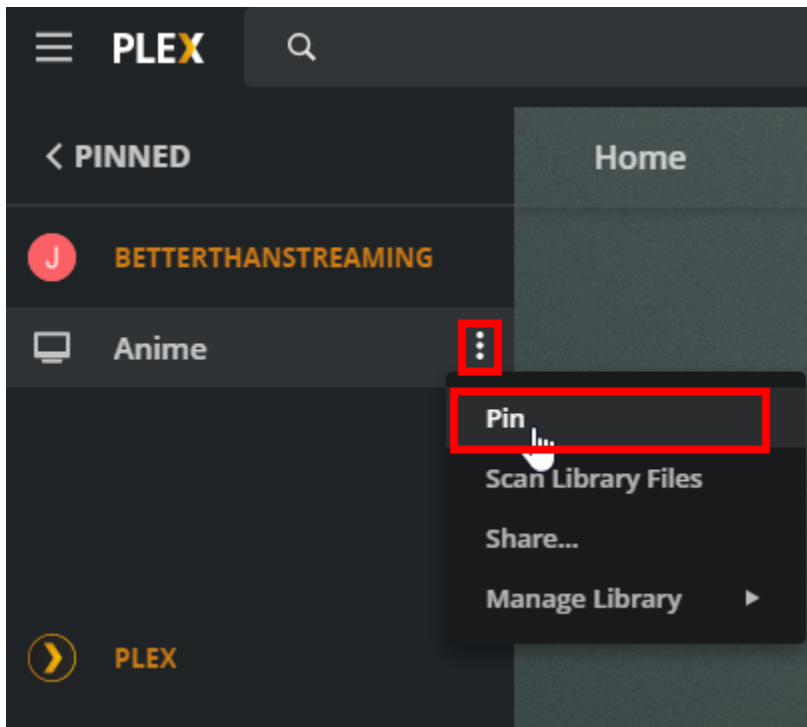 PLEX
< PINNED
Home
J
BETTERTHANSTREAMING
Anime
Pin
Scan Library Files
Share...
Manage Library
PLEX